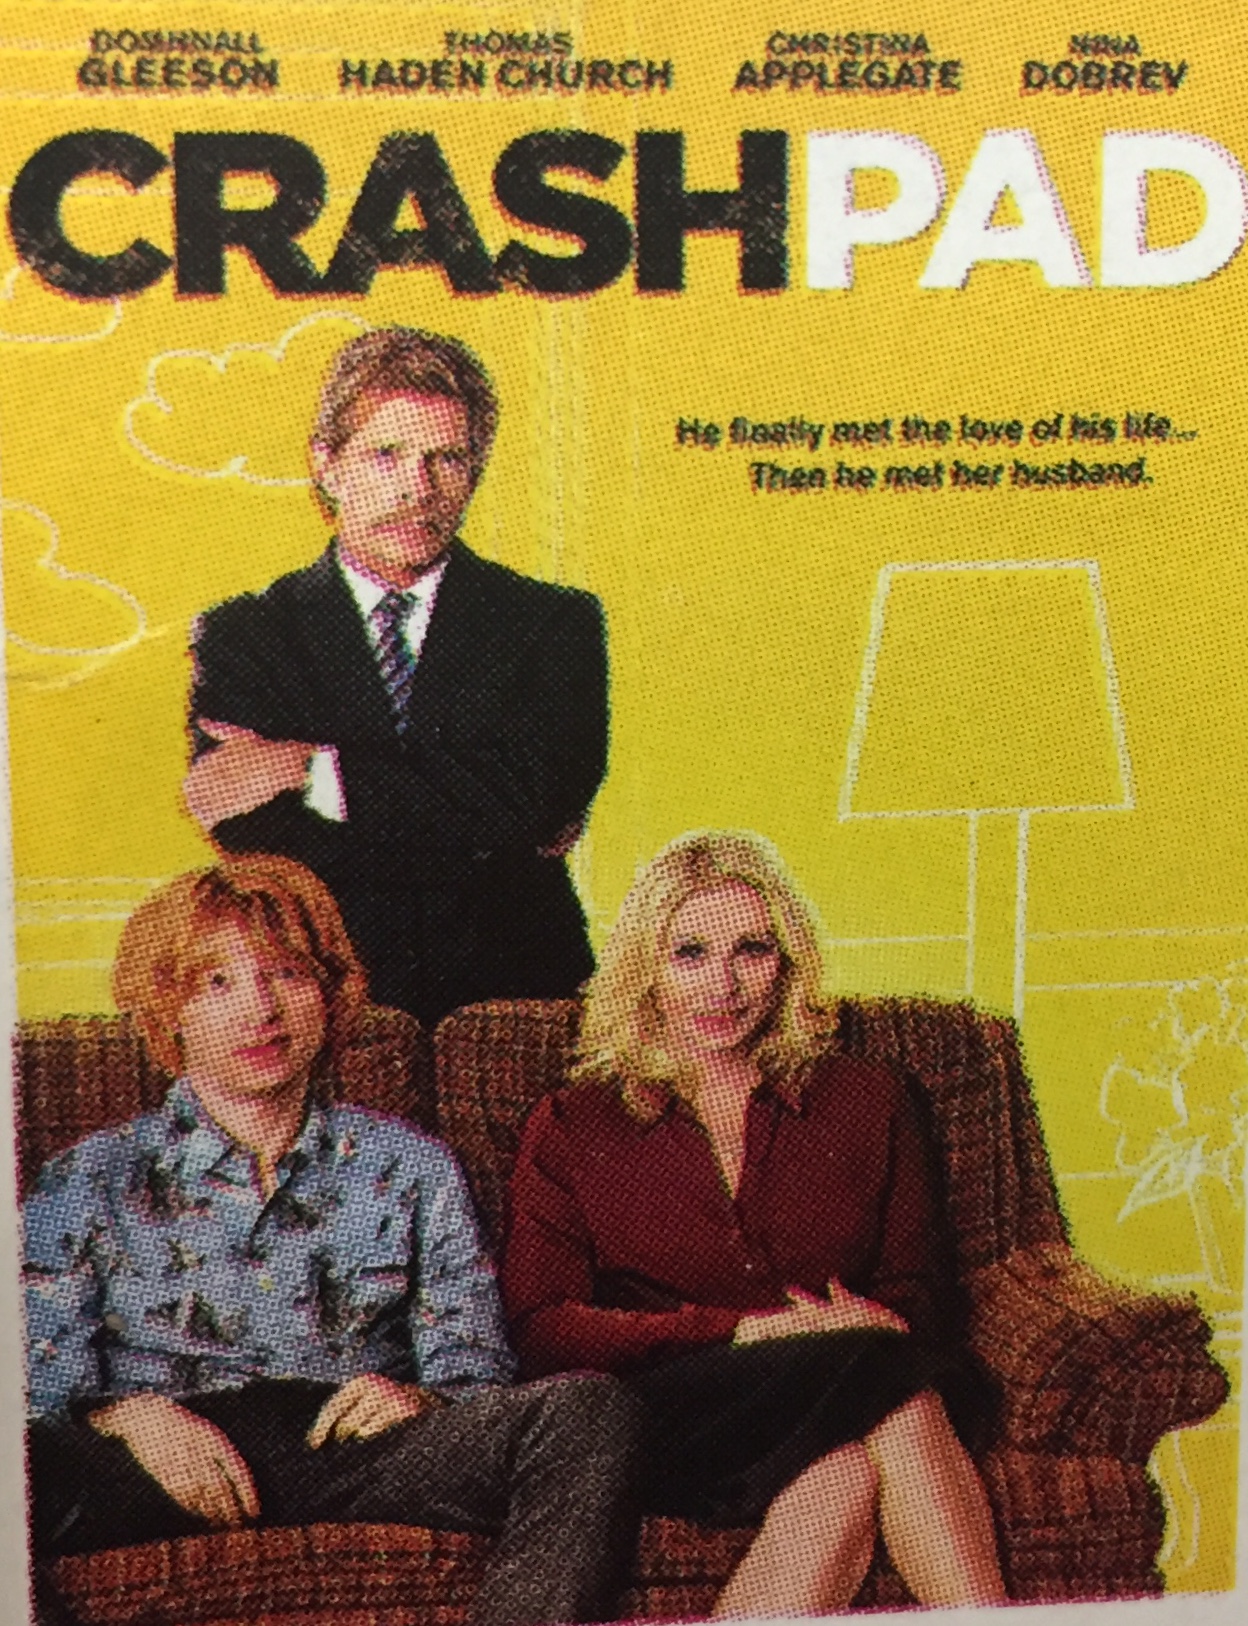 DOMHNALL THOMAS CHRISTINA NINA
GLEESON HADEN CHURCH APPLEGATE DOBREV
CRASHPAD
He finally met the love of his life...
Then he met her husband.